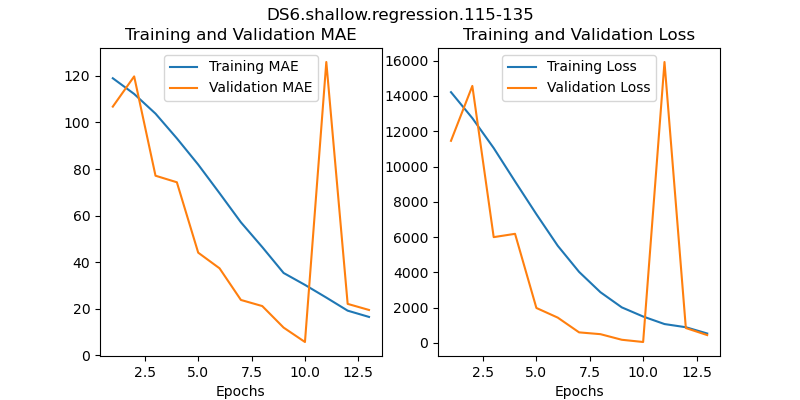 DS6.shallow.regression.115-135
Training and Validation MAE
Training MAE
Validation MAE
120
100
80
60
40
20
0
2.5
5.0
7.5
10.0
12.5
Epochs
Training and Validation Loss
Training Loss
Validation Loss
16000
14000
12000
10000
8000
6000
4000
2000
0
2.5
5.0
7.5
10.0
12.5
Epochs